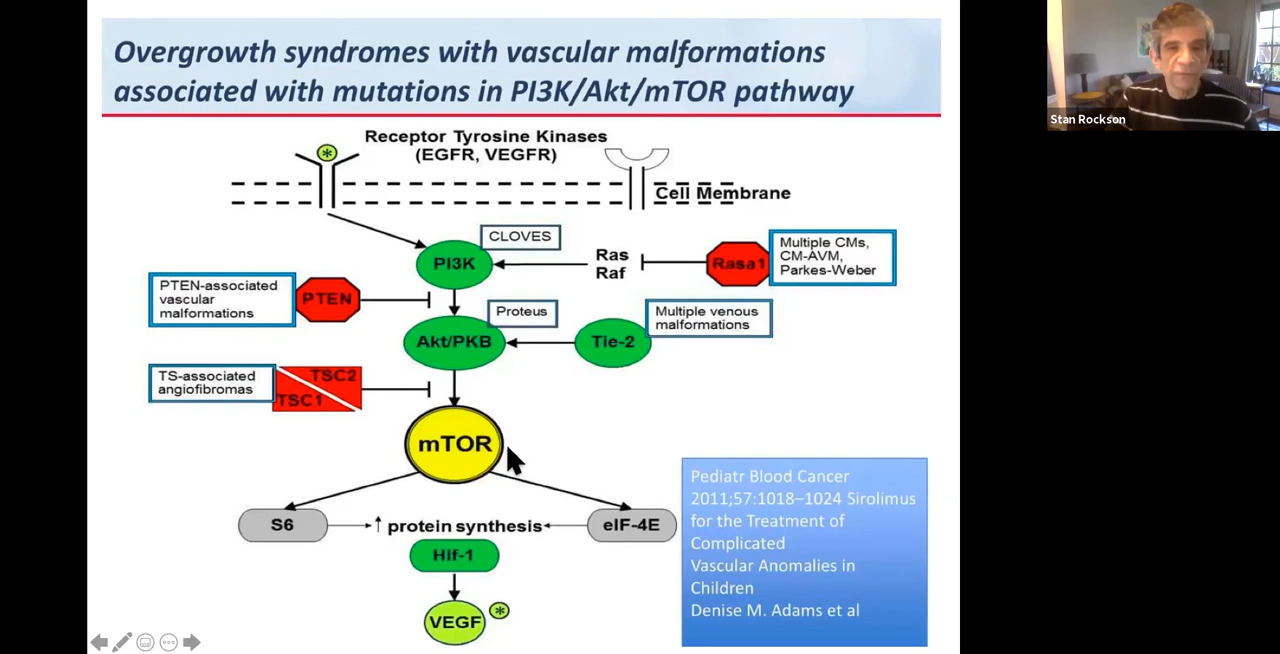 Overgrowth syndromes with vascular malformations
associated with mutations in PI3K/Akt/mTOR pathway
Stan Rockson
Receptor Tyrosine Kinases
(EGFR, VEGFR)
*
Cell Membrane
CLOVES
PI3K
Ras
Raf
Rasa1
Multiple CMs,
CM-AVM,
Parkes-Weber
PTEN-associated
vascular
malformations
PTEN
Proteus
Akt/PKB
Tie-2
Multiple venous
malformations
TS-associated
angiofibromas
TSC2
TSC1
mTOR
S6
↑ protein synthesis
eIF-4E
Hif-1
VEGF
*
Pediatr Blood Cancer
2011;57:1018–1024 Sirolimus
for the Treatment of
Complicated
Vascular Anomalies in
Children
Denise M. Adams et al